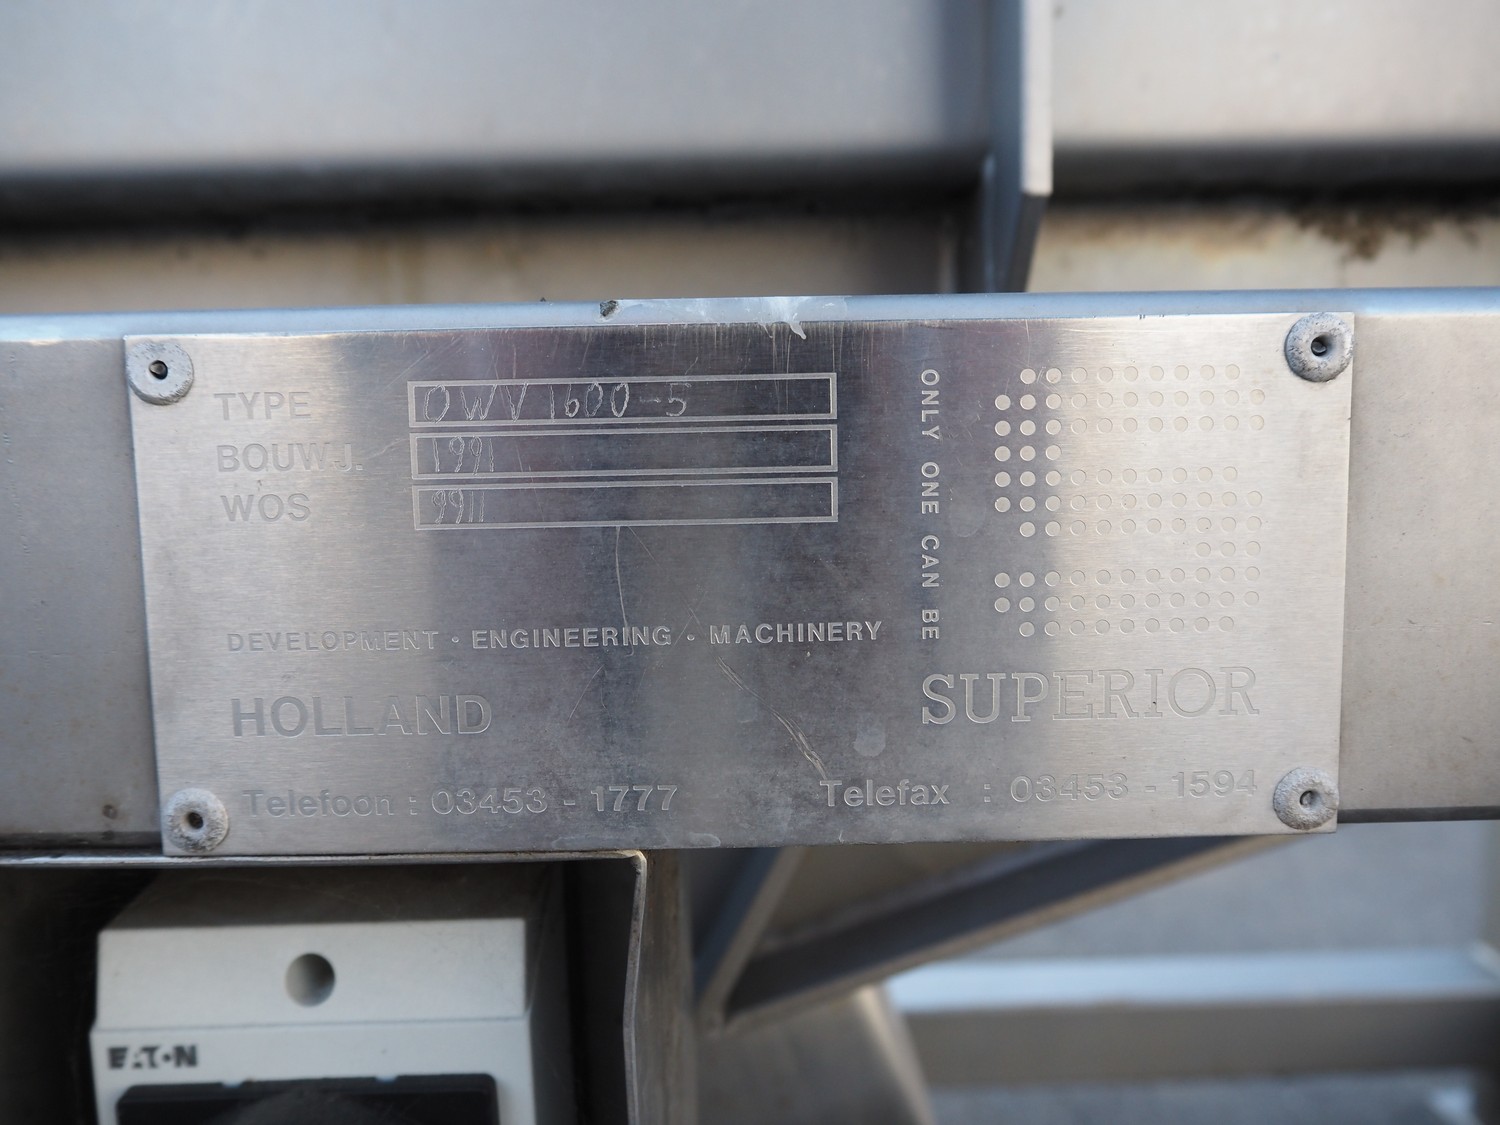 TYPE OWV 1600-5
BOUWJ. 1991
WOS 9911
DEVELOPMENT · ENGINEERING · MACHINERY
HOLLAND
Telefoon : 03453 - 1777
ONLY ONE CAN BE
SUPERIOR
Telefax : 03453 - 1594
EATON